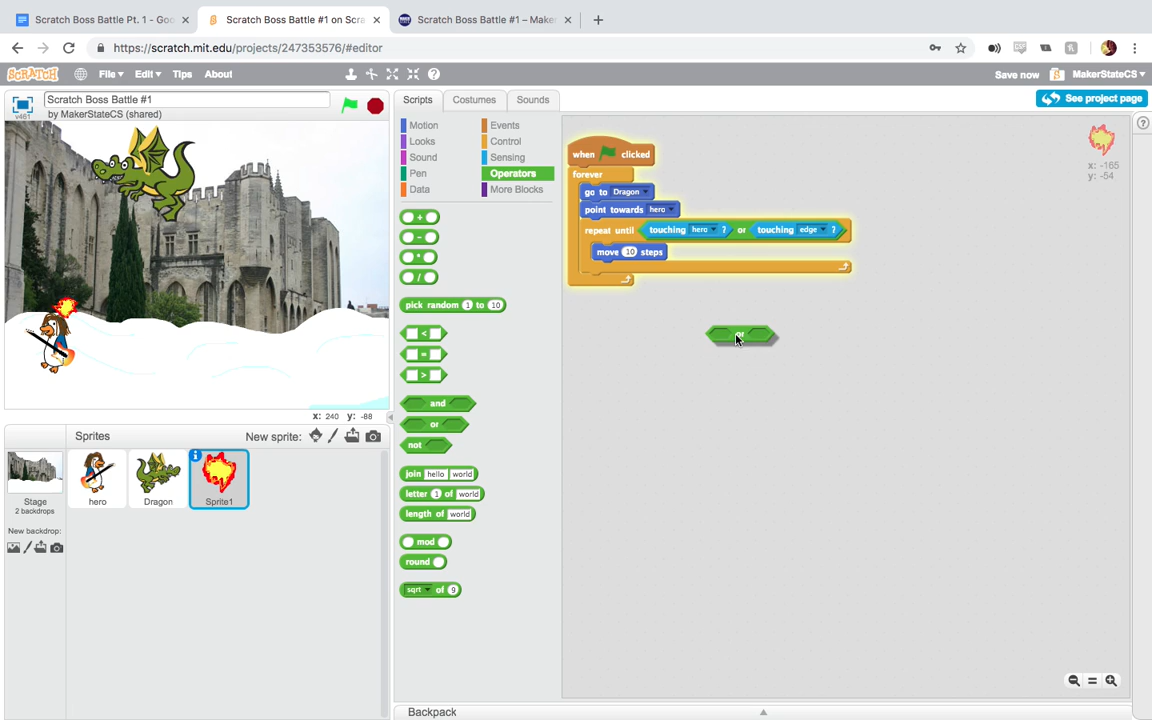 Scratch Boss Battle Pt. 1 - Goo
Scratch Boss Battle #1 on Scra
Scratch Boss Battle #1 – Make
https://scratch.mit.edu/projects/247353576/#editor
SCRATCH File Edit Tips About Save now MakerStateCS
v461
Scratch Boss Battle #1
by MakerStateCS (shared)
Scripts Costumes Sounds
See project page
Motion Events
Looks Control
Sound Sensing
Pen Operators
Data More Blocks
+
-
*
/
pick random 1 to 10
<
=
>
and
or
not
join hello world
letter 1 of world
length of world
mod
round
sqrt of 9
when clicked
forever
go to Dragon
point towards hero
repeat until touching hero ? or touching edge ?
move 10 steps
or
x: -165
y: -54
?
x: 240 y: -88
Sprites New sprite:
Stage
2 backdrops
New backdrop:
hero
Dragon
Sprite1
Backpack